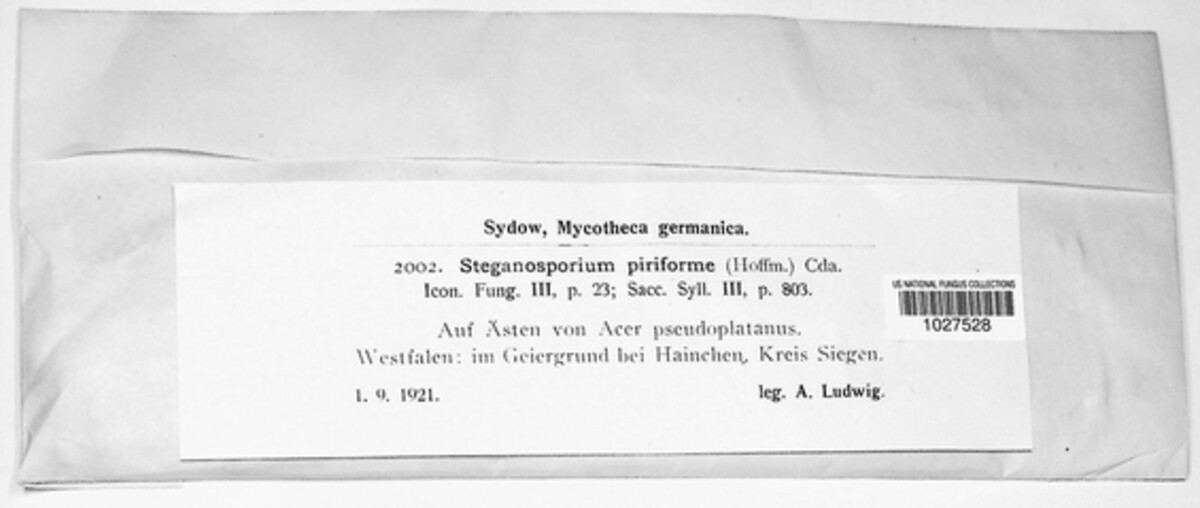 Sydow, Mycotheca germanica.
2002. Steganosporium piriforme (Hoffm.) Cda.
Icon. Fung. III, p. 23; Sacc. Syll. III, p. 803.
Auf Ästen von Acer pseudoplatanus.
Westfalen: im Geiergrund bei Hainchen, Kreis Siegen.
1. 9. 1921. leg. A. Ludwig.
US NATIONAL FUNGUS COLLECTIONS
1027528